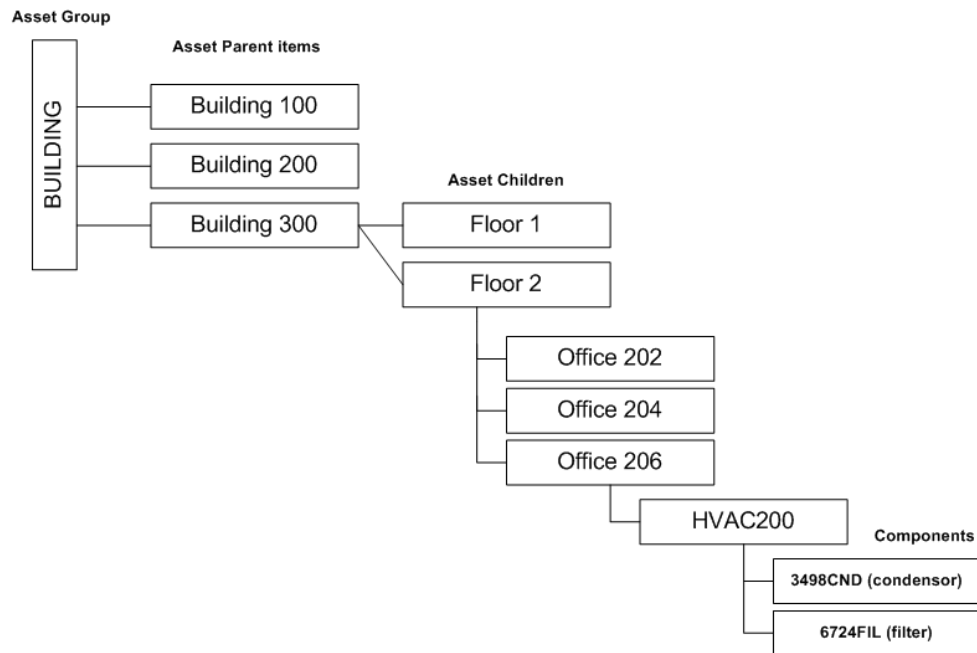 Asset Group
Asset Parent items
BUILDING
Building 100
Building 200
Asset Children
Building 300
Floor 1
Floor 2
Office 202
Office 204
Office 206
HVAC200
Components
3498CND (condensor)
6724FIL (filter)